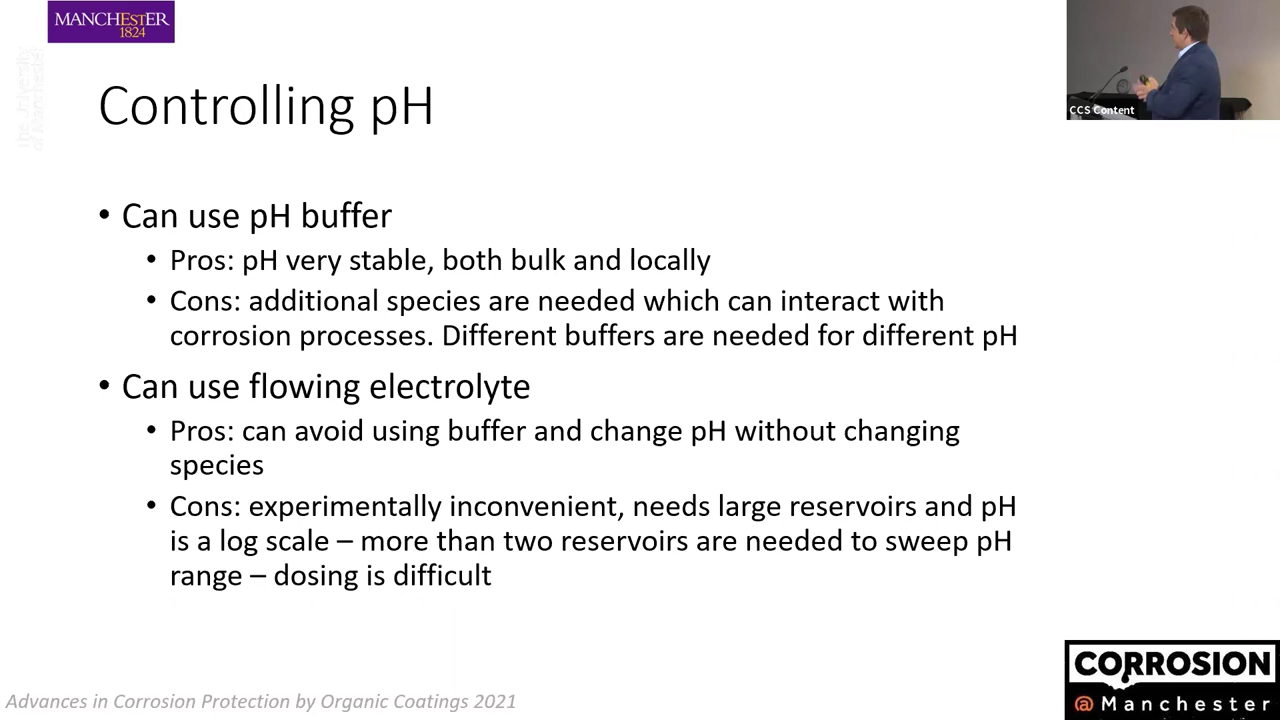 MANCHESTER
1824
The University
of Manchester
CCS Content
Controlling pH
• Can use pH buffer
• Pros: pH very stable, both bulk and locally
• Cons: additional species are needed which can interact with
corrosion processes. Different buffers are needed for different pH
• Can use flowing electrolyte
• Pros: can avoid using buffer and change pH without changing
species
• Cons: experimentally inconvenient, needs large reservoirs and pH
is a log scale – more than two reservoirs are needed to sweep pH
range – dosing is difficult
Advances in Corrosion Protection by Organic Coatings 2021
CORROSION
@Manchester